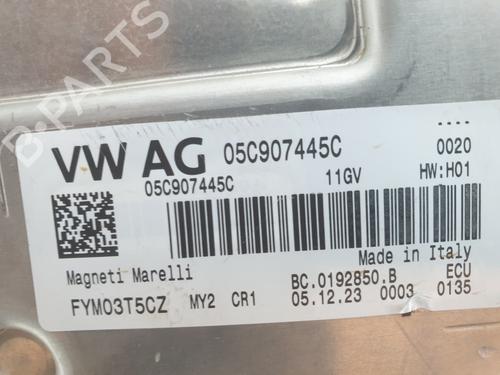 B-PARTS
....
VW AG 05C907445C 0020
05C907445C 11GV HW:H01
Made in Italy
Magneti Marelli BC.0192850.B ECU
FYM03T5CZ MY2 CR1 05.12.23 0003 0135